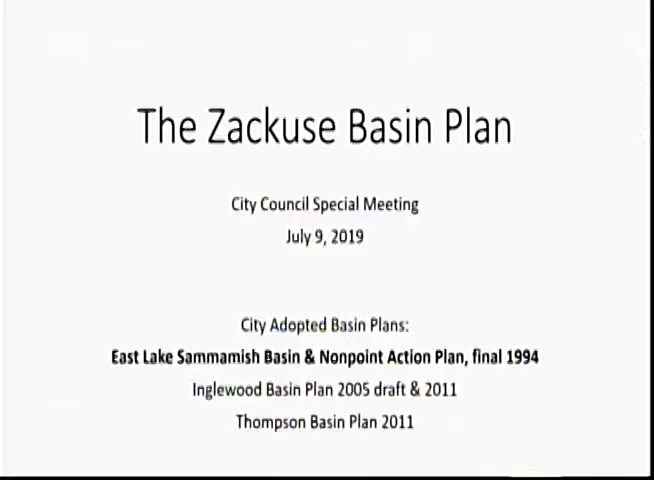 The Zackuse Basin Plan
City Council Special Meeting
July 9, 2019
City Adopted Basin Plans:
East Lake Sammamish Basin & Nonpoint Action Plan, final 1994
Inglewood Basin Plan 2005 draft & 2011
Thompson Basin Plan 2011